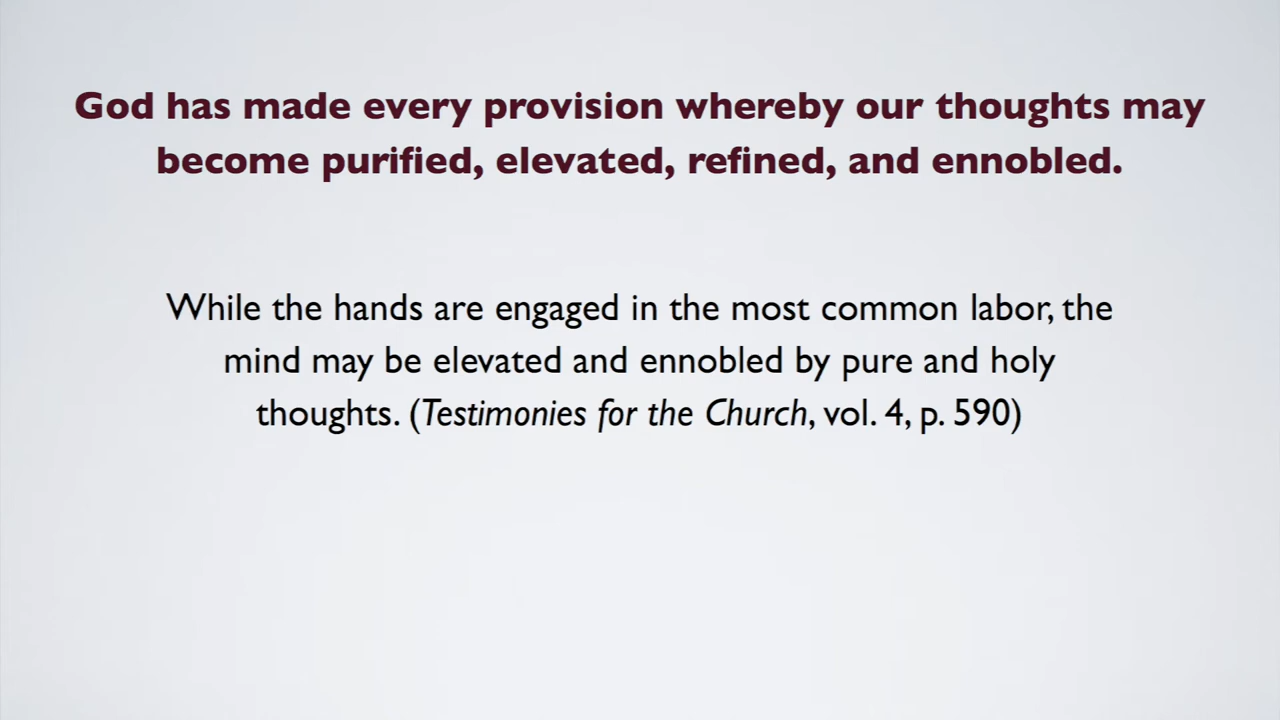 God has made every provision whereby our thoughts may
become purified, elevated, refined, and ennobled.
While the hands are engaged in the most common labor, the
mind may be elevated and ennobled by pure and holy
thoughts. (Testimonies for the Church, vol. 4, p. 590)